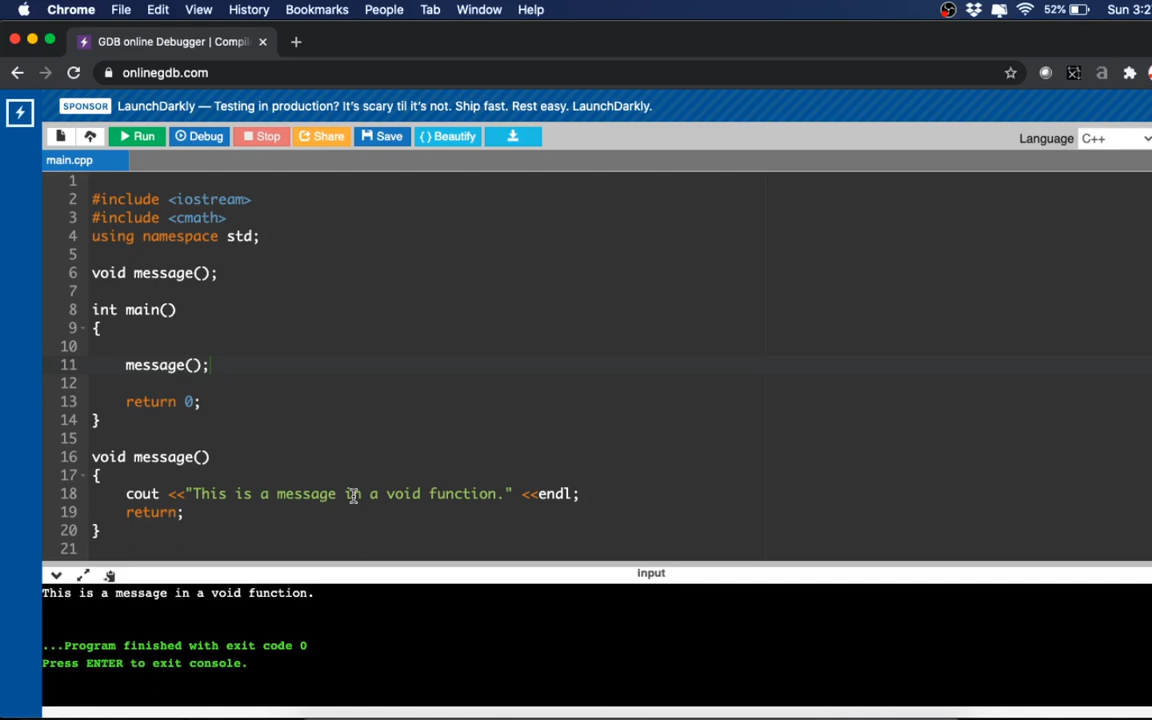 Chrome File Edit View History Bookmarks People Tab Window Help 52% Sun 3:2
GDB online Debugger | Compil
onlinegdb.com
SPONSOR LaunchDarkly — Testing in production? It's scary til it's not. Ship fast. Rest easy. LaunchDarkly.
Run Debug Stop Share Save { } Beautify Language C++
main.cpp
1
2 #include <iostream>
3 #include <cmath>
4 using namespace std;
5
6 void message();
7
8 int main()
9 {
10
11 message();
12
13 return 0;
14 }
15
16 void message()
17 {
18 cout <<"This is a message in a void function." <<endl;
19 return;
20 }
21
input
This is a message in a void function.
...Program finished with exit code 0
Press ENTER to exit console.